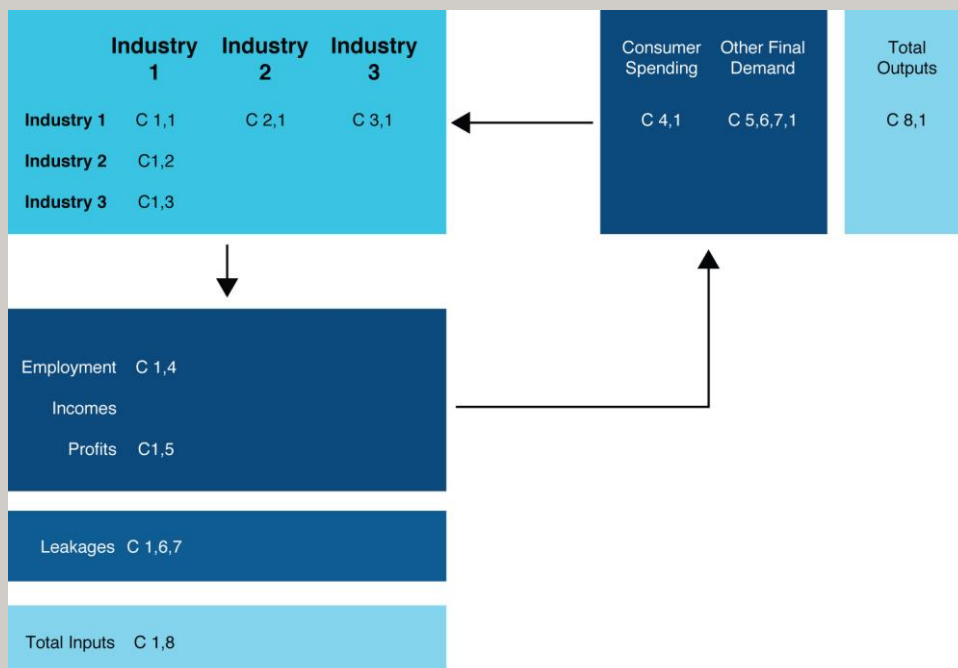 Industry 1 Industry 2 Industry 3
Consumer Spending Other Final Demand Total Outputs
Industry 1 C 1,1 C 2,1 C 3,1 C 4,1 C 5,6,7,1 C 8,1
Industry 2 C1,2
Industry 3 C1,3
Employment C 1,4
Incomes
Profits C1,5
Leakages C 1,6,7
Total Inputs C 1,8